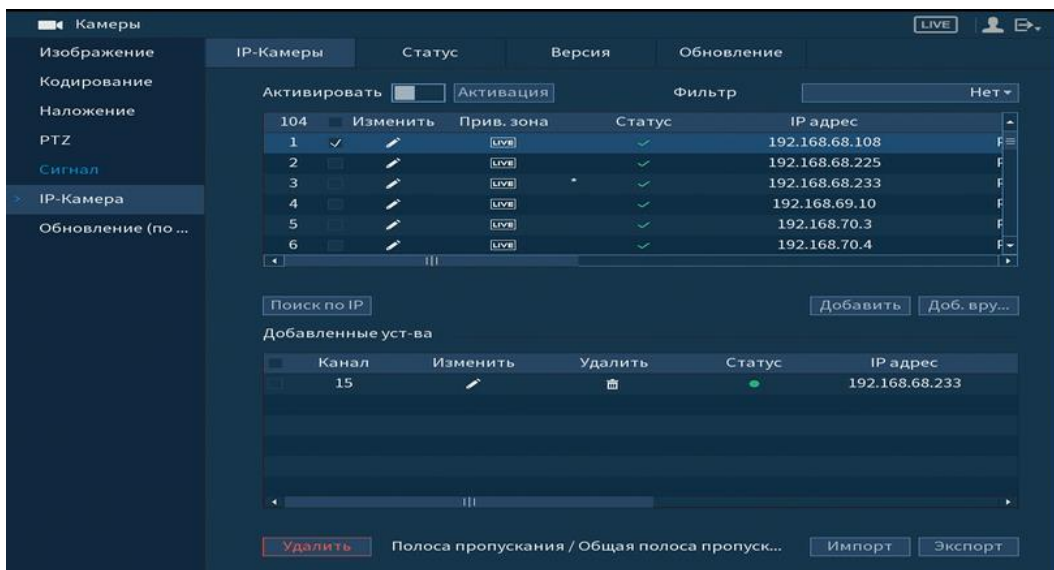 Камеры LIVE
Изображение
IP-Камеры Статус Версия Обновление
Кодирование
Активировать Активация Фильтр Нет
Наложение
104 Изменить Прив. зона Статус IP адрес
PTZ
1 LIVE 192.168.68.108
2 LIVE 192.168.68.225
Сигнал
3 LIVE * 192.168.68.233
IP-Камера
4 LIVE 192.168.69.10
5 LIVE 192.168.70.3
Обновление (по ...
6 LIVE 192.168.70.4
Поиск по IP Добавить Доб. вру...
Добавленные уст-ва
Канал Изменить Удалить Статус IP адрес
15 192.168.68.233
Удалить Полоса пропускания / Общая полоса пропуск... Импорт Экспорт